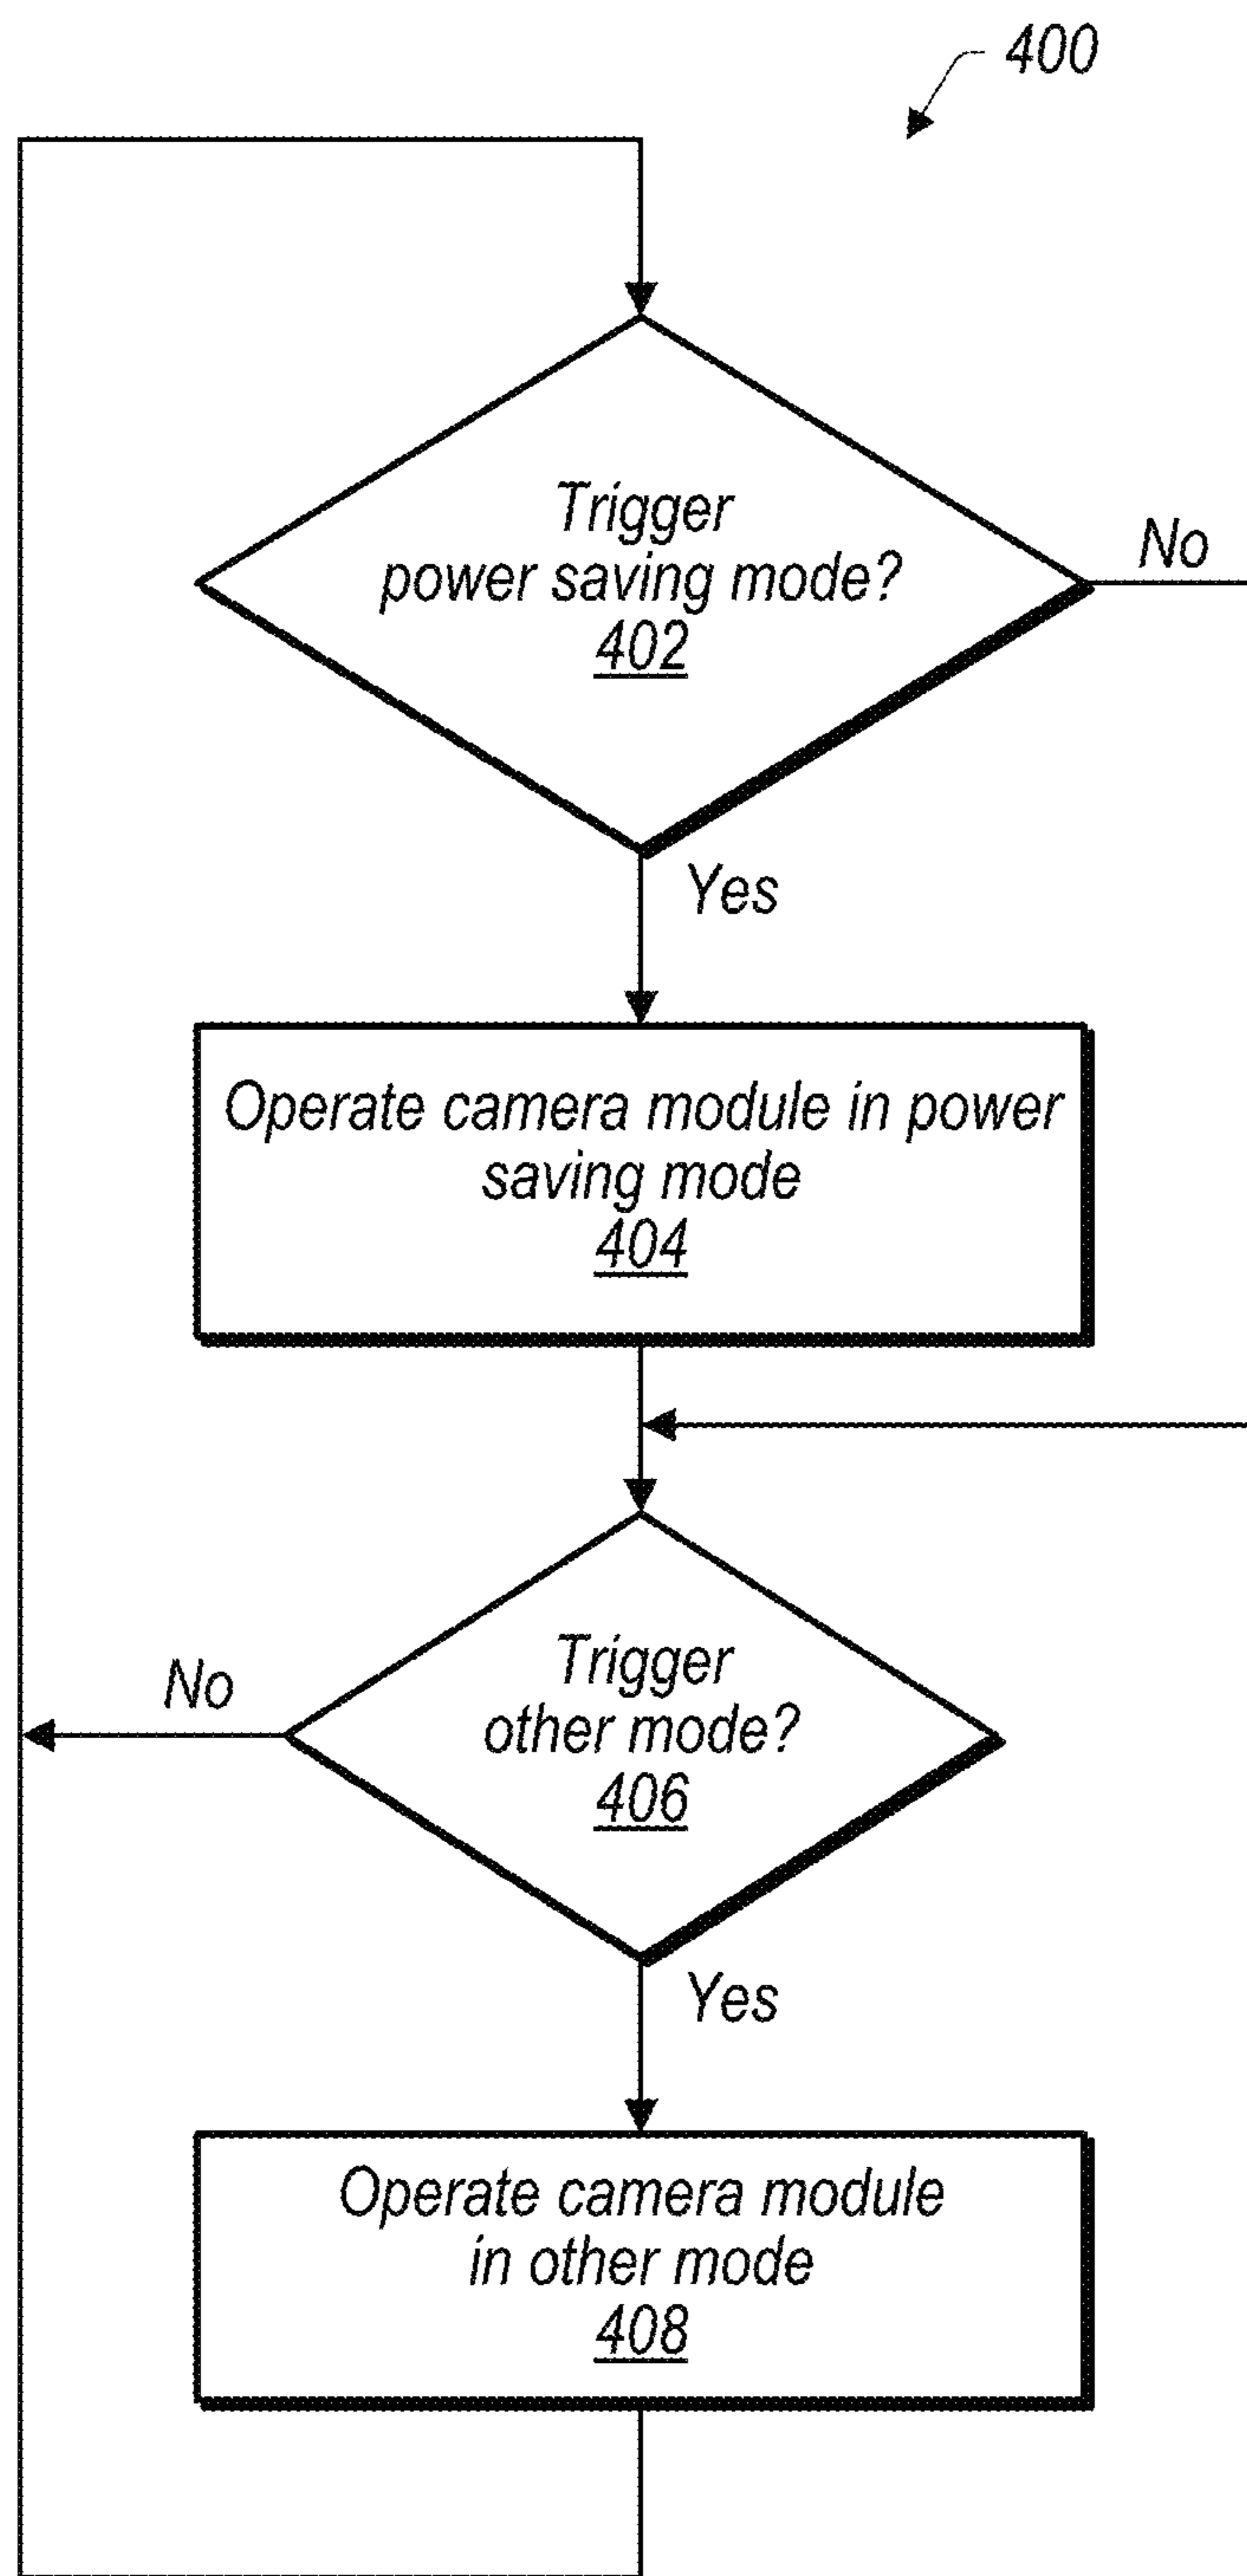 400
Trigger
power saving mode?
402
No
Yes
Operate camera module in power
saving mode
404
Trigger
other mode?
406
No
Yes
Operate camera module
in other mode
408